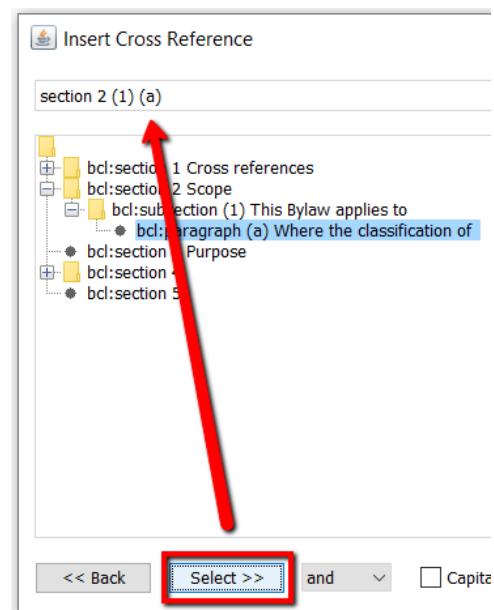 Insert Cross Reference
section 2 (1) (a)
bcl:section 1 Cross references
bcl:section 2 Scope
bcl:subsection (1) This Bylaw applies to
bcl:paragraph (a) Where the classification of
bcl:section Purpose
bcl:section 4
bcl:section 5
<< Back Select >> and Capita